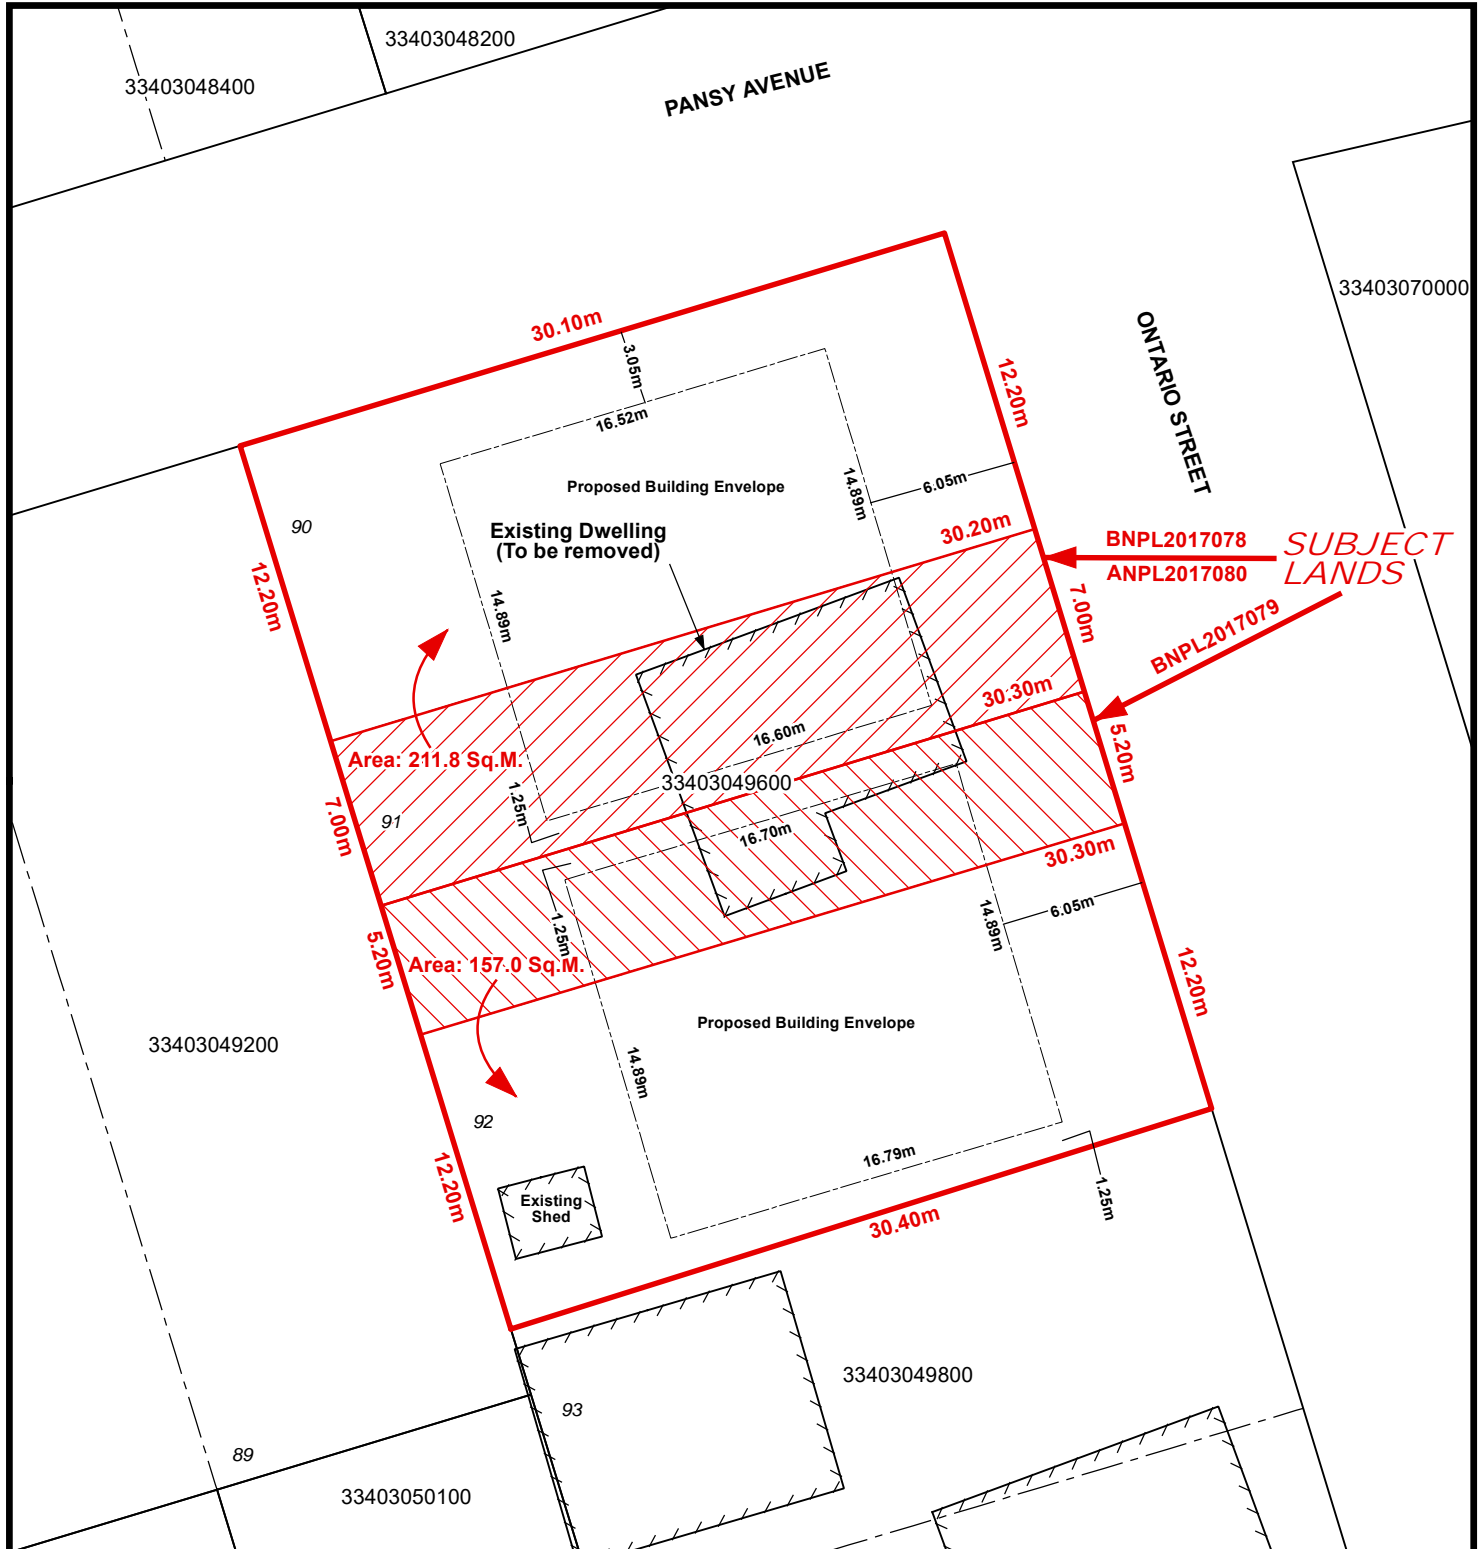 33403048200
33403048400
PANSY AVENUE
33403070000
30.10m
3.05m
ONTARIO STREET
12.20m
16.52m
Proposed Building Envelope
14.89m
6.05m
90
Existing Dwelling
(To be removed)
30.20m
BNPL2017078
ANPL2017080
SUBJECT
LANDS
12.20m
14.89m
7.00m
BNPL2017079
30.30m
16.60m
5.20m
Area: 211.8 Sq.M.
33403049600
1.25m
7.00m
91
16.70m
30.30m
6.05m
14.89m
1.25m
5.20m
Area: 157.0 Sq.M.
12.20m
Proposed Building Envelope
33403049200
14.89m
92
16.79m
12.20m
1.25m
Existing
Shed
30.40m
33403049800
93
89
33403050100